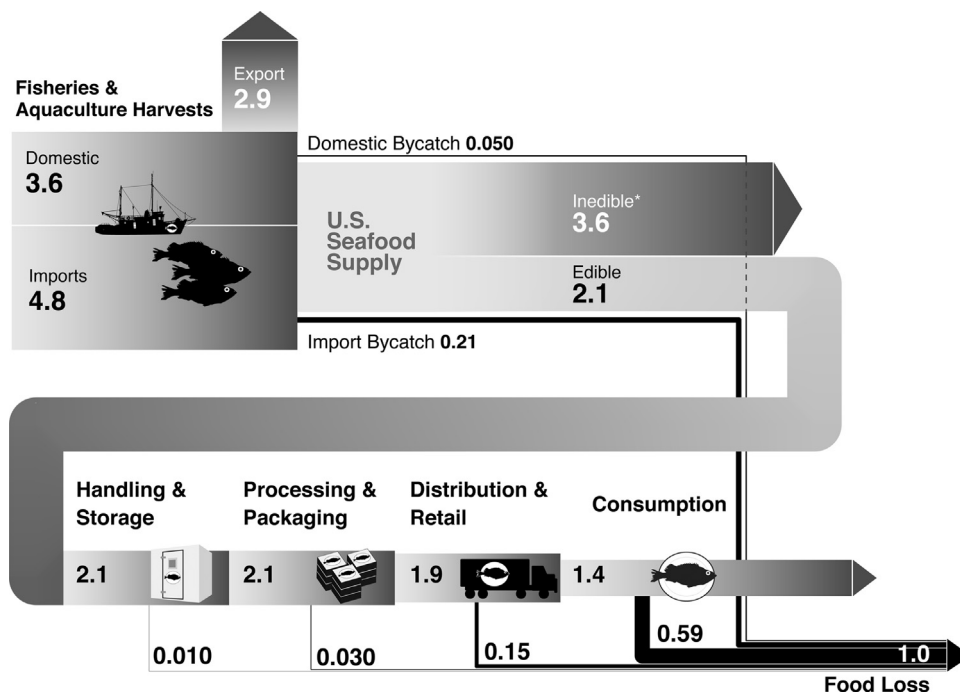 Export
2.9
Fisheries &
Aquaculture Harvests
Domestic
3.6
Imports
4.8
Domestic Bycatch 0.050
U.S.
Seafood
Supply
Inedible*
3.6
Edible
2.1
Import Bycatch 0.21
Handling &
Storage
Processing &
Packaging
Distribution &
Retail
Consumption
2.1
2.1
1.9
1.4
0.010
0.030
0.15
0.59
1.0
Food Loss